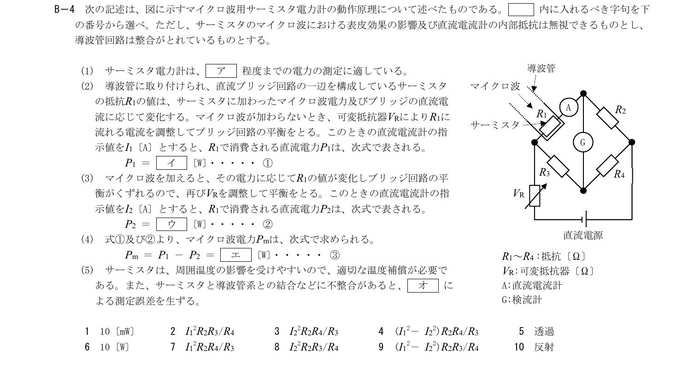 B－4　次の記述は、図に示すマイクロ波用サーミスタ電力計の動作原理について述べたものである。□内に入れるべき字句を下
の番号から選べ。ただし、サーミスタのマイクロ波における表皮効果の影響及び直流電流計の内部抵抗は無視できるものとし、
導波管回路は整合がとれているものとする。
(1)　サーミスタ電力計は、ア　程度までの電力の測定に適している。
(2)　導波管に取り付けられ、直流ブリッジ回路の一辺を構成しているサーミスタ
の抵抗R1の値は、サーミスタに加わったマイクロ波電力及びブリッジの直流電
流に応じて変化する。マイクロ波が加わらないとき、可変抵抗器VRによりR1に
流れる電流を調整してブリッジ回路の平衡をとる。このときの直流電流計の指
示値をI1〔A〕とすると、R1で消費される直流電力P1は、次式で表される。
P1 ＝　イ　〔W〕・・・・・ ①
(3)　マイクロ波を加えると、その電力に応じてR1の値が変化しブリッジ回路の平
衡がくずれるので、再びVRを調整して平衡をとる。このときの直流電流計の指
示値をI2〔A〕とすると、R1で消費される直流電力P2は、次式で表される。
P2 ＝　ウ　〔W〕・・・・・ ②
(4)　式①及び②より、マイクロ波電力Pmは、次式で求められる。
Pm ＝ P1 － P2 ＝　エ　〔W〕・・・・・ ③
(5)　サーミスタは、周囲温度の影響を受けやすいので、適切な温度補償が必要で
ある。また、サーミスタと導波管系との結合などに不整合があると、オ　に
よる測定誤差を生ずる。
導波管
マイクロ波
サーミスタ
R1
A
R2
G
R3
R4
VR
直流電源
R1～R4：抵抗〔Ω〕
VR：可変抵抗器〔Ω〕
A：直流電流計
G：検流計
1　10〔mW〕　2　I1²R2R3/R4　3　I2²R2R4/R3　4　(I1²－ I2²)R2R4/R3　5　透過
6　10〔W〕　7　I1²R2R4/R3　8　I2²R2R3/R4　9　(I1²－ I2²)R2R3/R4　10　反射